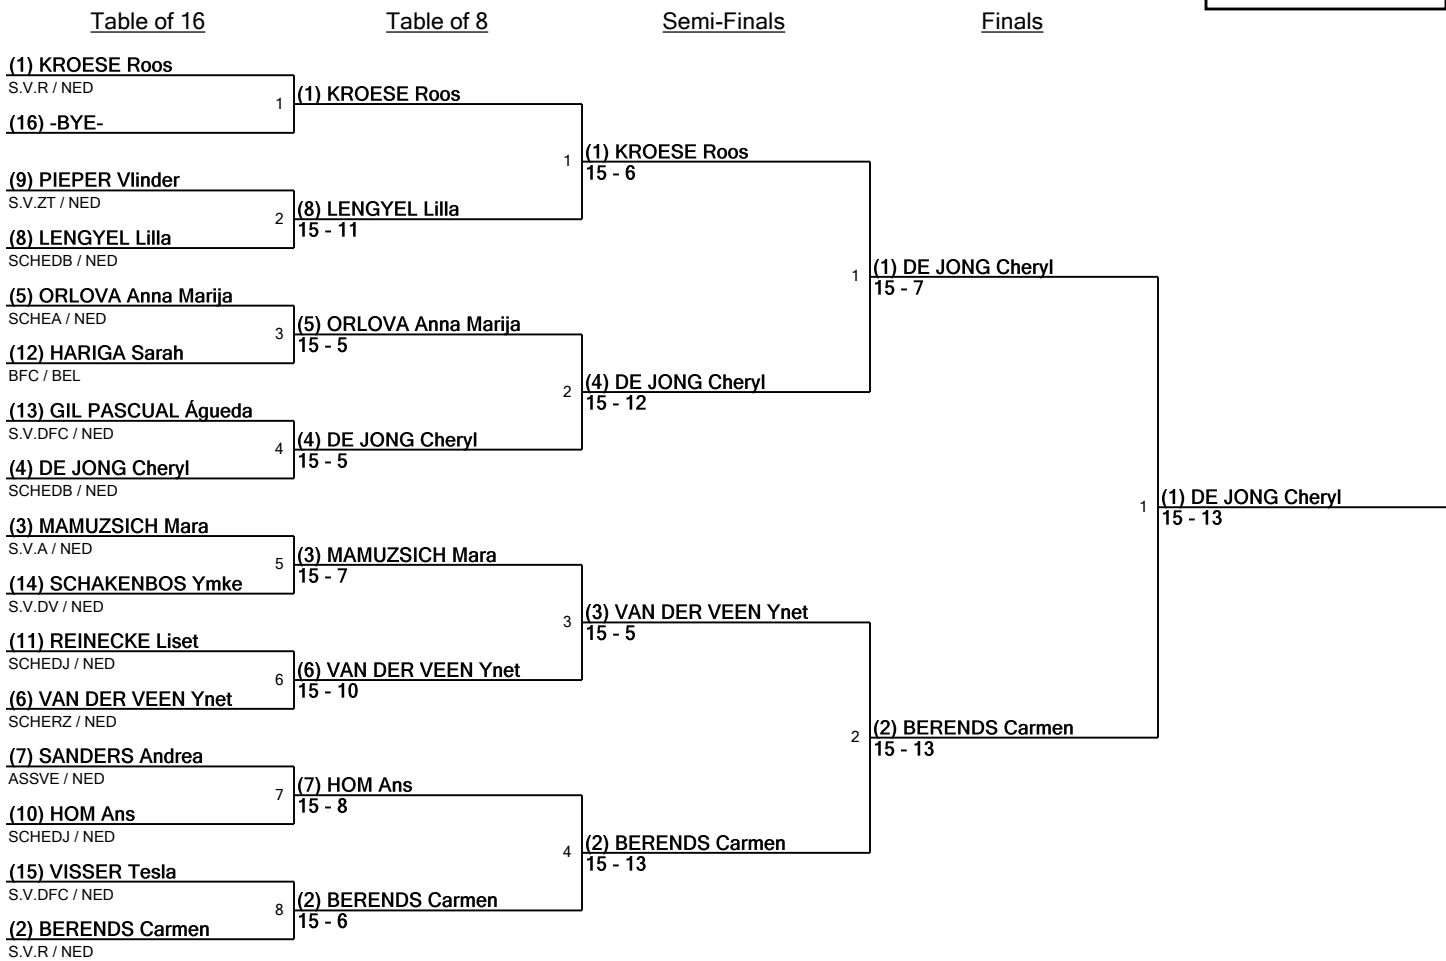 Table of 16
Table of 8
Semi-Finals
Finals
(1) KROESE Roos
S.V.R / NED
1
(16) -BYE-
(9) PIEPER Vlinder
S.V.ZT / NED
2
(8) LENGYEL Lilla
SCHEDB / NED
(5) ORLOVA Anna Marija
SCHEA / NED
3
(12) HARIGA Sarah
BFC / BEL
(13) GIL PASCUAL Águeda
S.V.DFC / NED
4
(4) DE JONG Cheryl
SCHEDB / NED
(3) MAMUZSICH Mara
S.V.A / NED
5
(14) SCHAKENBOS Ymke
S.V.DV / NED
(11) REINECKE Liset
SCHEDJ / NED
6
(6) VAN DER VEEN Ynet
SCHERZ / NED
(7) SANDERS Andrea
ASSVE / NED
7
(10) HOM Ans
SCHEDJ / NED
(15) VISSER Tesla
S.V.DFC / NED
8
(2) BERENDS Carmen
S.V.R / NED
(1) KROESE Roos
1
(8) LENGYEL Lilla
15 - 11
(5) ORLOVA Anna Marija
15 - 5
2
(4) DE JONG Cheryl
15 - 5
(3) MAMUZSICH Mara
15 - 7
3
(6) VAN DER VEEN Ynet
15 - 10
(7) HOM Ans
15 - 8
4
(2) BERENDS Carmen
15 - 6
(1) KROESE Roos
15 - 6
1
(4) DE JONG Cheryl
15 - 12
(3) VAN DER VEEN Ynet
15 - 5
2
(2) BERENDS Carmen
15 - 13
(1) DE JONG Cheryl
15 - 7
1
(2) BERENDS Carmen
15 - 13
(1) DE JONG Cheryl
15 - 13